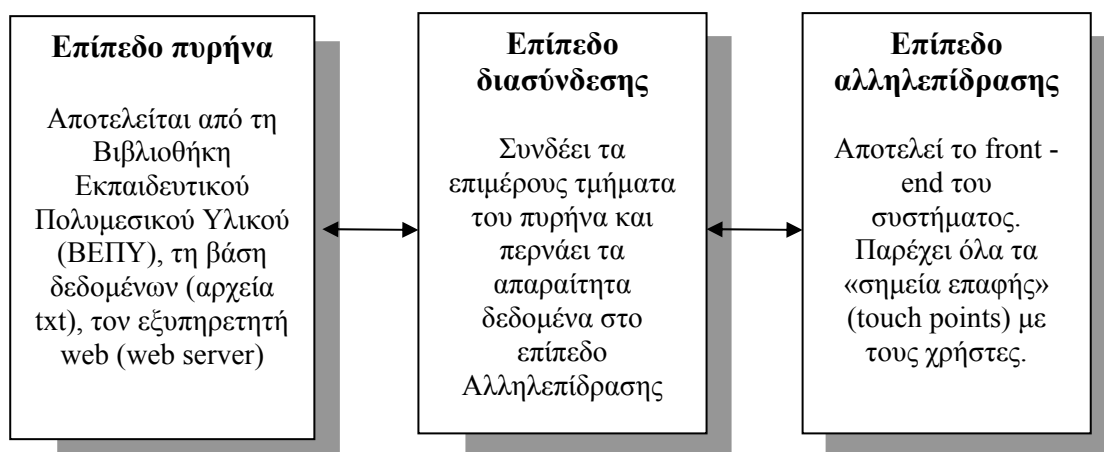 Επίπεδο πυρήνα
Αποτελείται από τη
Βιβλιοθήκη
Εκπαιδευτικού
Πολυμεσικού Υλικού
(ΒΕΠΥ), τη βάση
δεδομένων (αρχεία
txt), τον εξυπηρετητή
web (web server)
Επίπεδο
διασύνδεσης
Συνδέει τα
επιμέρους τμήματα
του πυρήνα και
περνάει τα
απαραίτητα
δεδομένα στο
επίπεδο
Αλληλεπίδρασης
Επίπεδο
αλληλεπίδρασης
Αποτελεί το front -
end του
συστήματος.
Παρέχει όλα τα
«σημεία επαφής»
(touch points) με
τους χρήστες.